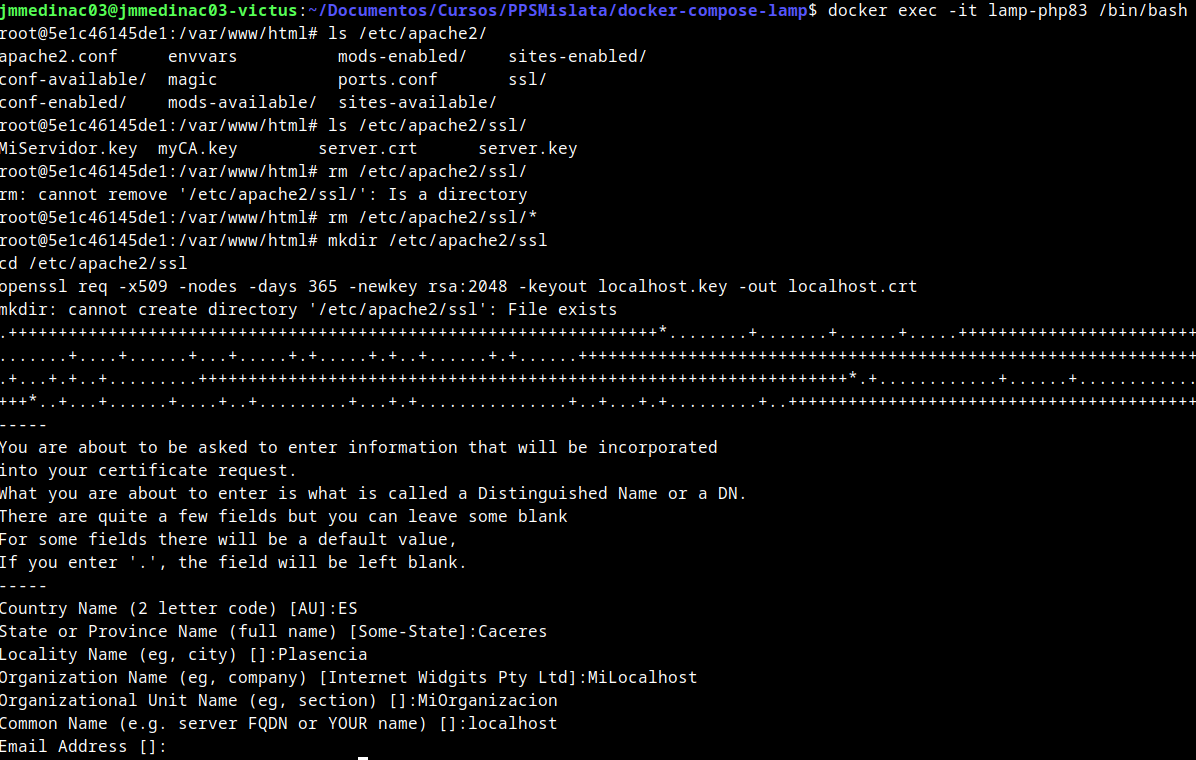 jmmedinac03@jmmedinac03-victus:~/Documentos/Cursos/PPSMislata/docker-compose-lamp$ docker exec -it lamp-php83 /bin/bash
root@5e1c46145de1:/var/www/html# ls /etc/apache2/
apache2.conf     envvars          mods-enabled/    sites-enabled/
conf-available/  magic            ports.conf       ssl/
conf-enabled/    mods-available/  sites-available/
root@5e1c46145de1:/var/www/html# ls /etc/apache2/ssl/
MiServidor.key  myCA.key        server.crt      server.key
root@5e1c46145de1:/var/www/html# rm /etc/apache2/ssl/
rm: cannot remove '/etc/apache2/ssl/': Is a directory
root@5e1c46145de1:/var/www/html# rm /etc/apache2/ssl/*
root@5e1c46145de1:/var/www/html# mkdir /etc/apache2/ssl
cd /etc/apache2/ssl
openssl req -x509 -nodes -days 365 -newkey rsa:2048 -keyout localhost.key -out localhost.crt
mkdir: cannot create directory '/etc/apache2/ssl': File exists
-----
You are about to be asked to enter information that will be incorporated
into your certificate request.
What you are about to enter is what is called a Distinguished Name or a DN.
There are quite a few fields but you can leave some blank
For some fields there will be a default value,
If you enter '.', the field will be left blank.
-----
Country Name (2 letter code) [AU]:ES
State or Province Name (full name) [Some-State]:Caceres
Locality Name (eg, city) []:Plasencia
Organization Name (eg, company) [Internet Widgits Pty Ltd]:MiLocalhost
Organizational Unit Name (eg, section) []:MiOrganizacion
Common Name (e.g. server FQDN or YOUR name) []:localhost
Email Address []: